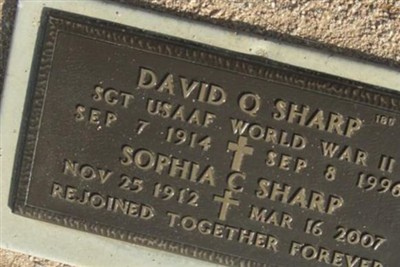 DAVID Q SHARP
SGT USAAF WORLD WAR II
SEP 7 1914 SEP 8 1996
SOPHIA C SHARP
NOV 25 1912 MAR 16 2007
REJOINED TOGETHER FOREVER